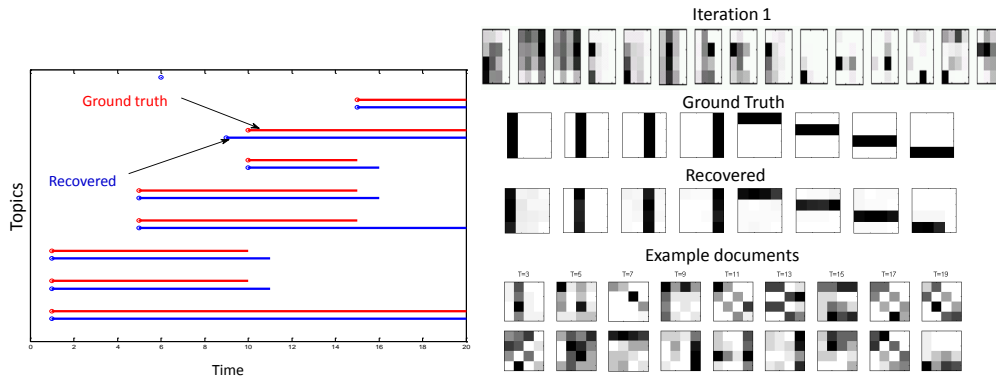 Ground truth
Recovered
Topics
0 2 4 6 8 10 12 14 16 18 20
Time
Iteration 1
Ground Truth
Recovered
Example documents
T=3 T=5 T=7 T=9 T=11 T=13 T=15 T=17 T=19